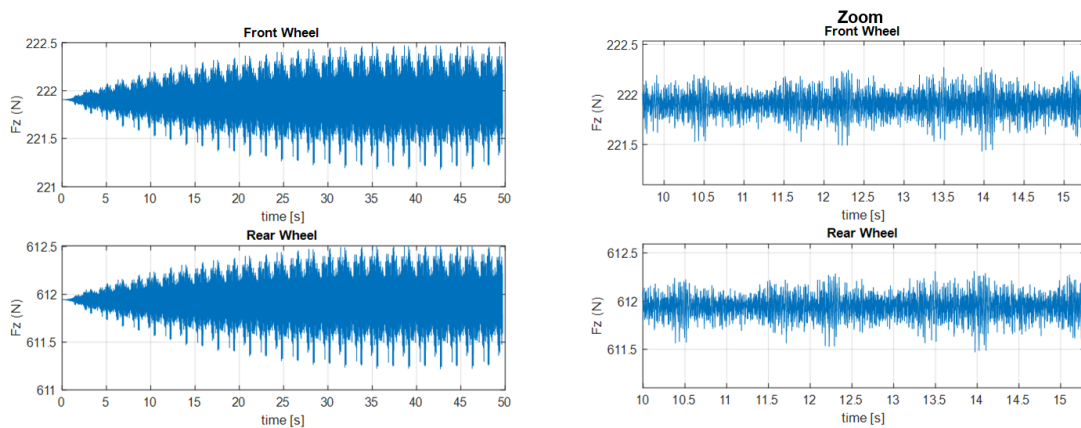 Front Wheel
222.5
222
221.5
221
Fz (N)
0 5 10 15 20 25 30 35 40 45 50
time [s]
Rear Wheel
612.5
612
611.5
611
Fz (N)
0 5 10 15 20 25 30 35 40 45 50
time [s]
Zoom
Front Wheel
222.5
222
221.5
Fz (N)
10 10.5 11 11.5 12 12.5 13 13.5 14 14.5 15
time [s]
Rear Wheel
612.5
612
611.5
Fz (N)
10 10.5 11 11.5 12 12.5 13 13.5 14 14.5 15
time [s]